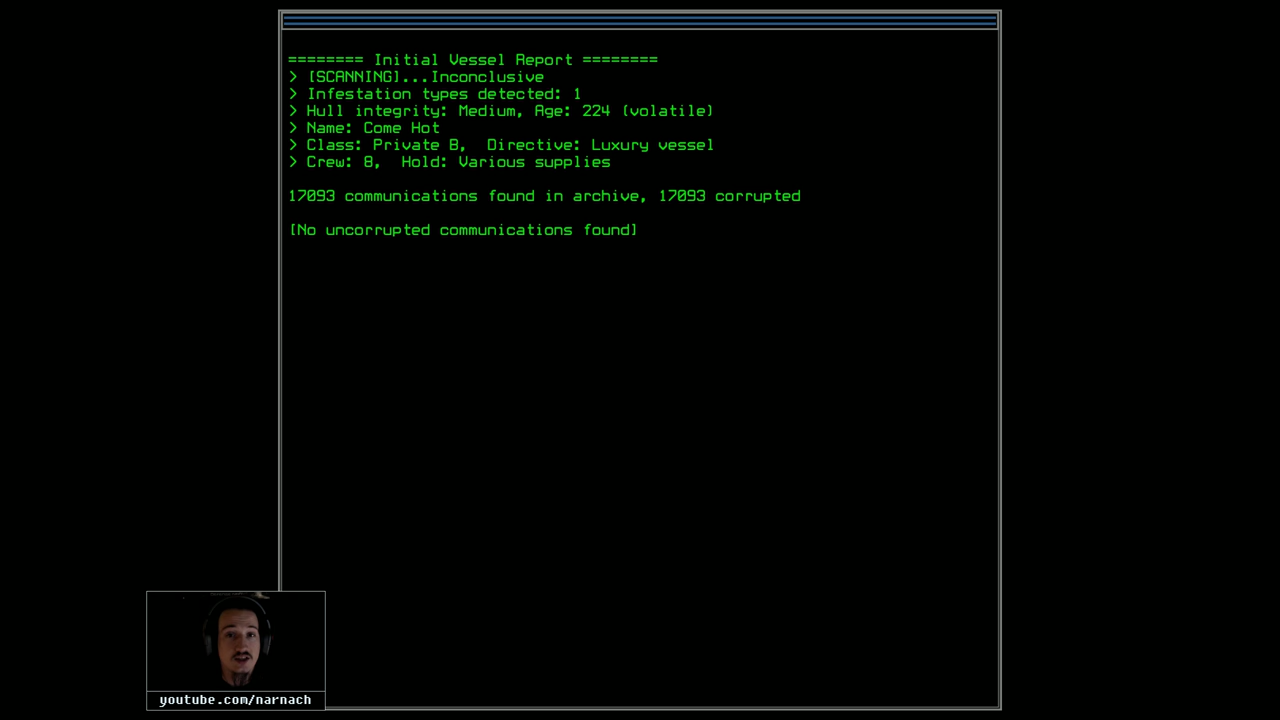 ======== Initial Vessel Report ========
> [SCANNING]...Inconclusive
> Infestation types detected: 1
> Hull integrity: Medium, Age: 224 (volatile)
> Name: Come Hot
> Class: Private B,  Directive: Luxury vessel
> Crew: 8,  Hold: Various supplies
17093 communications found in archive, 17093 corrupted
[No uncorrupted communications found]
youtube.com/narnach